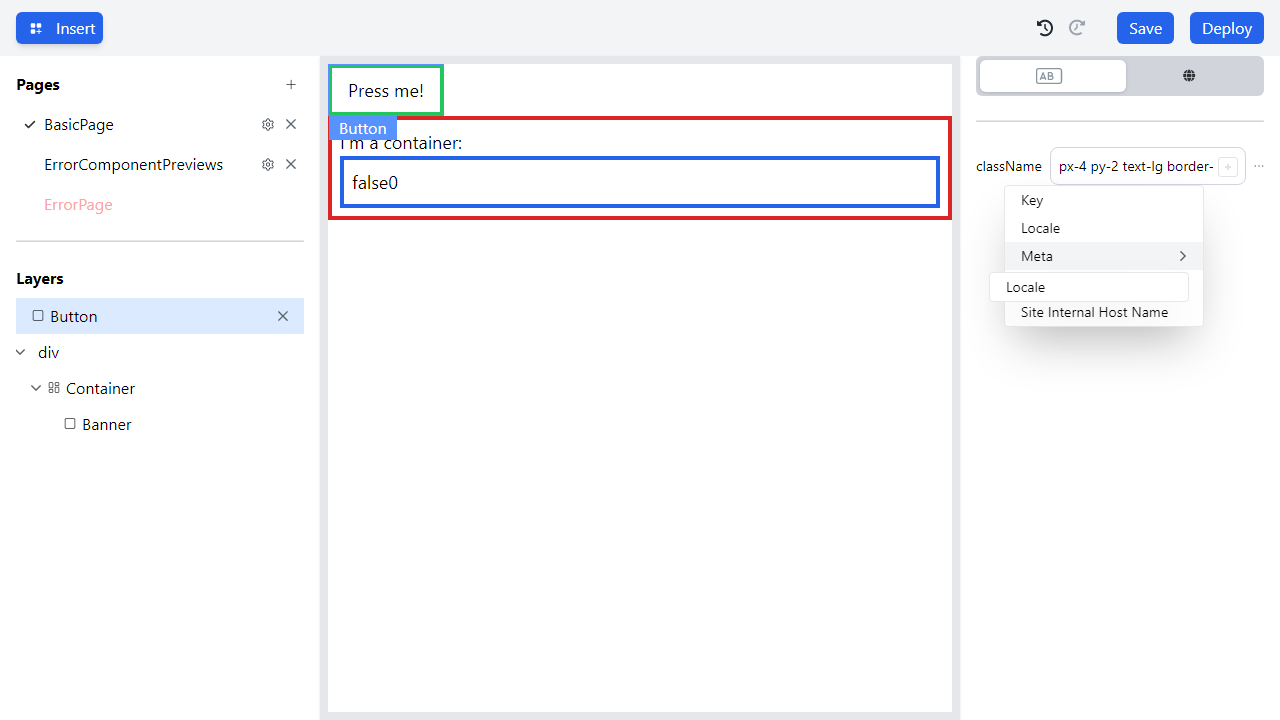 Insert
Save
Deploy
Pages
BasicPage
ErrorComponentPreviews
ErrorPage
Layers
Button
div
Container
Banner
Press me!
Button
I'm a container:
false0
AB
className
px-4 py-2 text-lg border-
Key
Locale
Meta
Locale
Site Internal Host Name